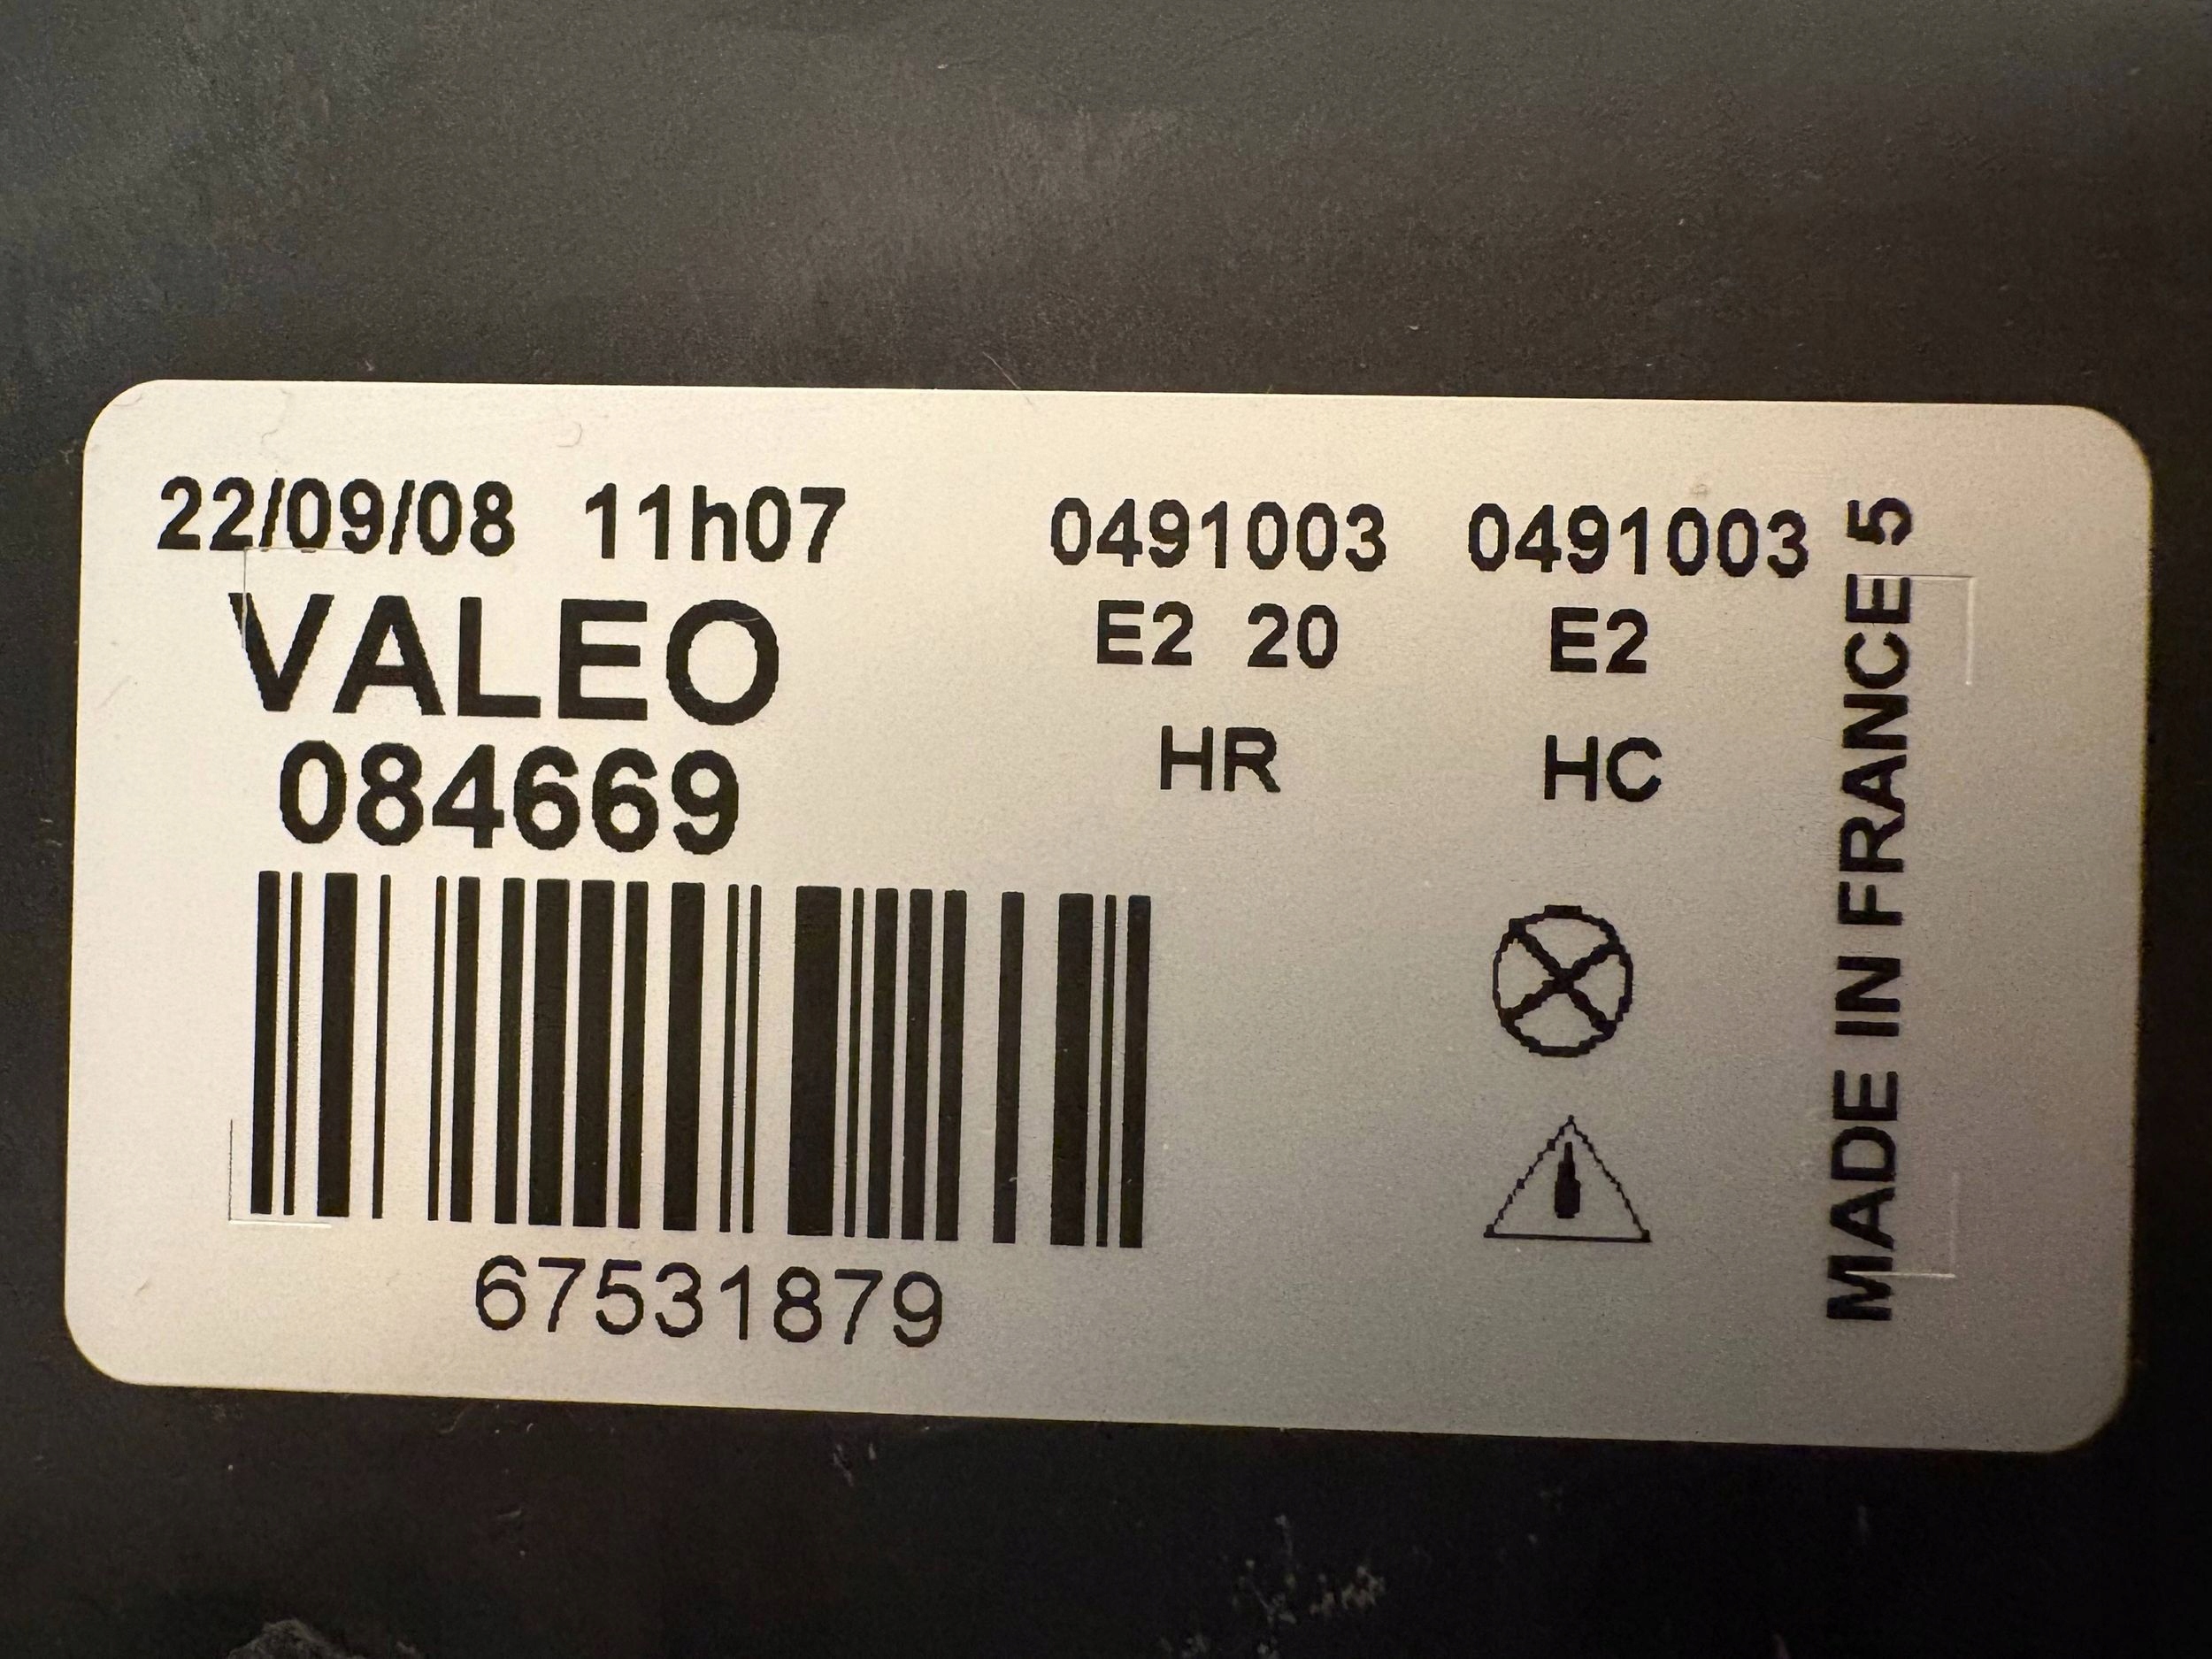 22/09/08 11h07
VALEO
084669
67531879
0491003 0491003
E2 20 E2
HR HC
MADE IN FRANCE 5